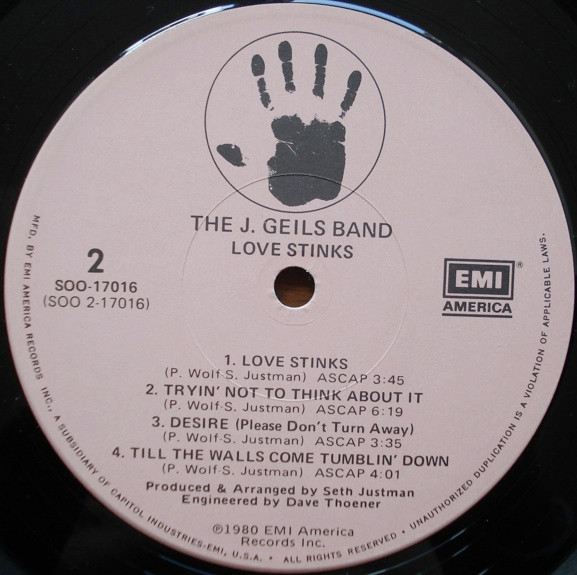 THE J. GEILS BAND
LOVE STINKS
2
SOO-17016
(SOO 2-17016)
EMI®
AMERICA
1. LOVE STINKS
(P. Wolf-S. Justman) ASCAP 3:45
2. TRYIN' NOT TO THINK ABOUT IT
(P. Wolf-S. Justman) ASCAP 6:19
3. DESIRE (Please Don't Turn Away)
(P. Wolf-S. Justman) ASCAP 3:35
4. TILL THE WALLS COME TUMBLIN' DOWN
(P. Wolf-S. Justman) ASCAP 4:01
Produced & Arranged by Seth Justman
Engineered by Dave Thoener
℗1980 EMI America
Records Inc.
MFD. BY EMI AMERICA RECORDS INC., A SUBSIDIARY OF CAPITOL INDUSTRIES-EMI, U.S.A. • ALL RIGHTS RESERVED • UNAUTHORIZED DUPLICATION IS A VIOLATION OF APPLICABLE LAWS.